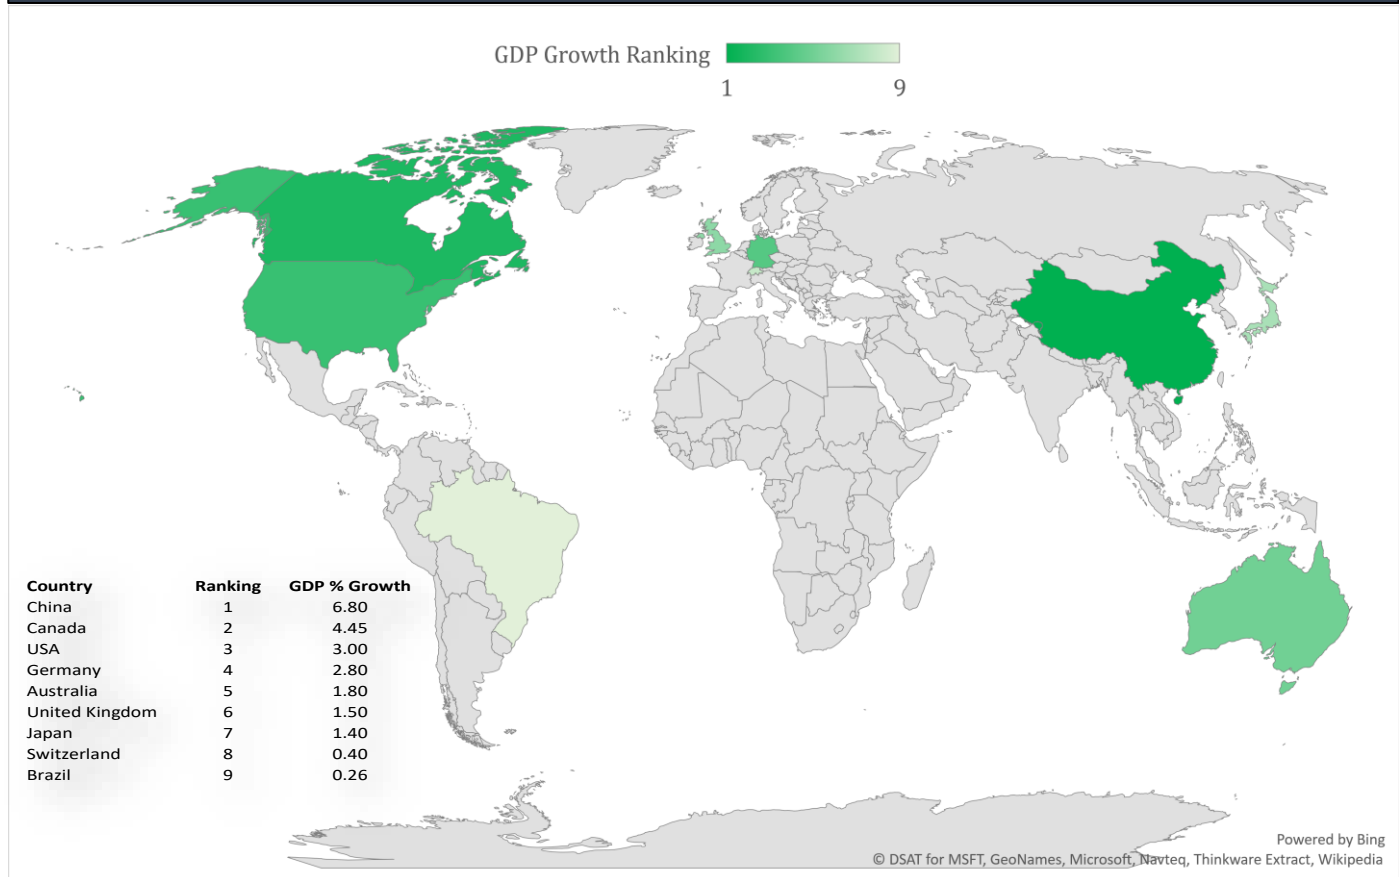 GDP Growth Ranking
1 9
Country Ranking GDP % Growth
China 1 6.80
Canada 2 4.45
USA 3 3.00
Germany 4 2.80
Australia 5 1.80
United Kingdom 6 1.50
Japan 7 1.40
Switzerland 8 0.40
Brazil 9 0.26
Powered by Bing
© DSAT for MSFT, GeoNames, Microsoft, Navteq, Thinkware Extract, Wikipedia